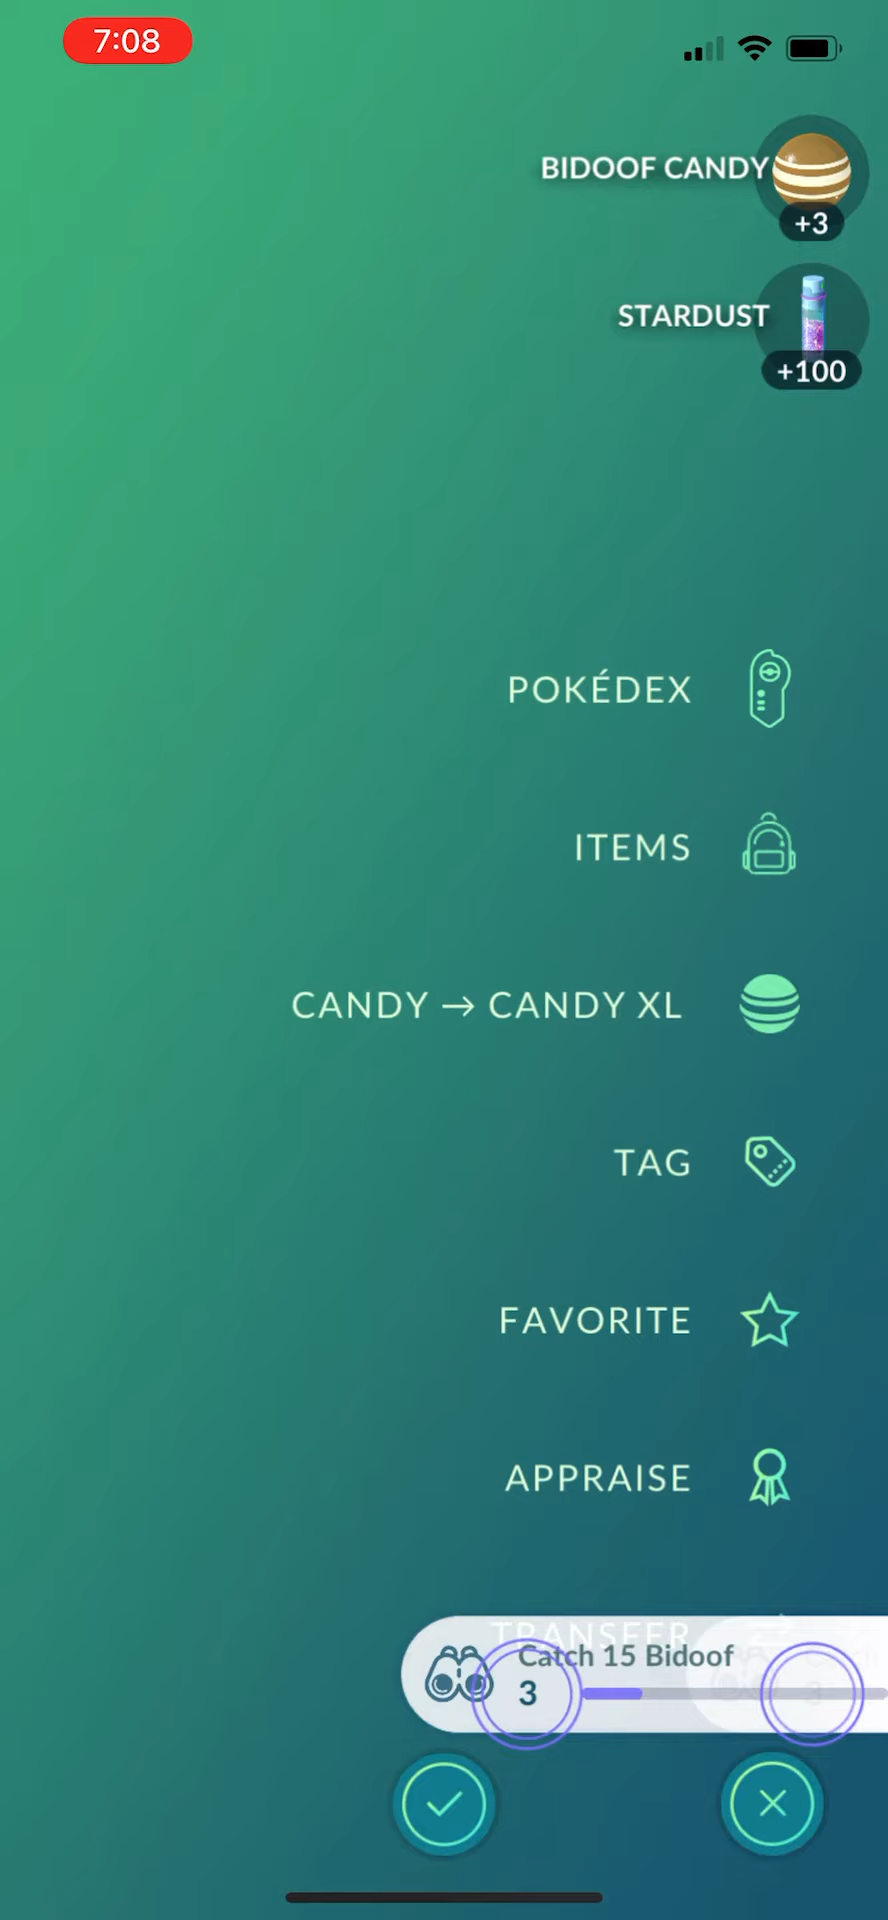 7:08
BIDOOF CANDY
+3
STARDUST
+100
POKÉDEX
ITEMS
CANDY → CANDY XL
TAG
FAVORITE
APPRAISE
TRANSFER
Catch 15 Bidoof
3